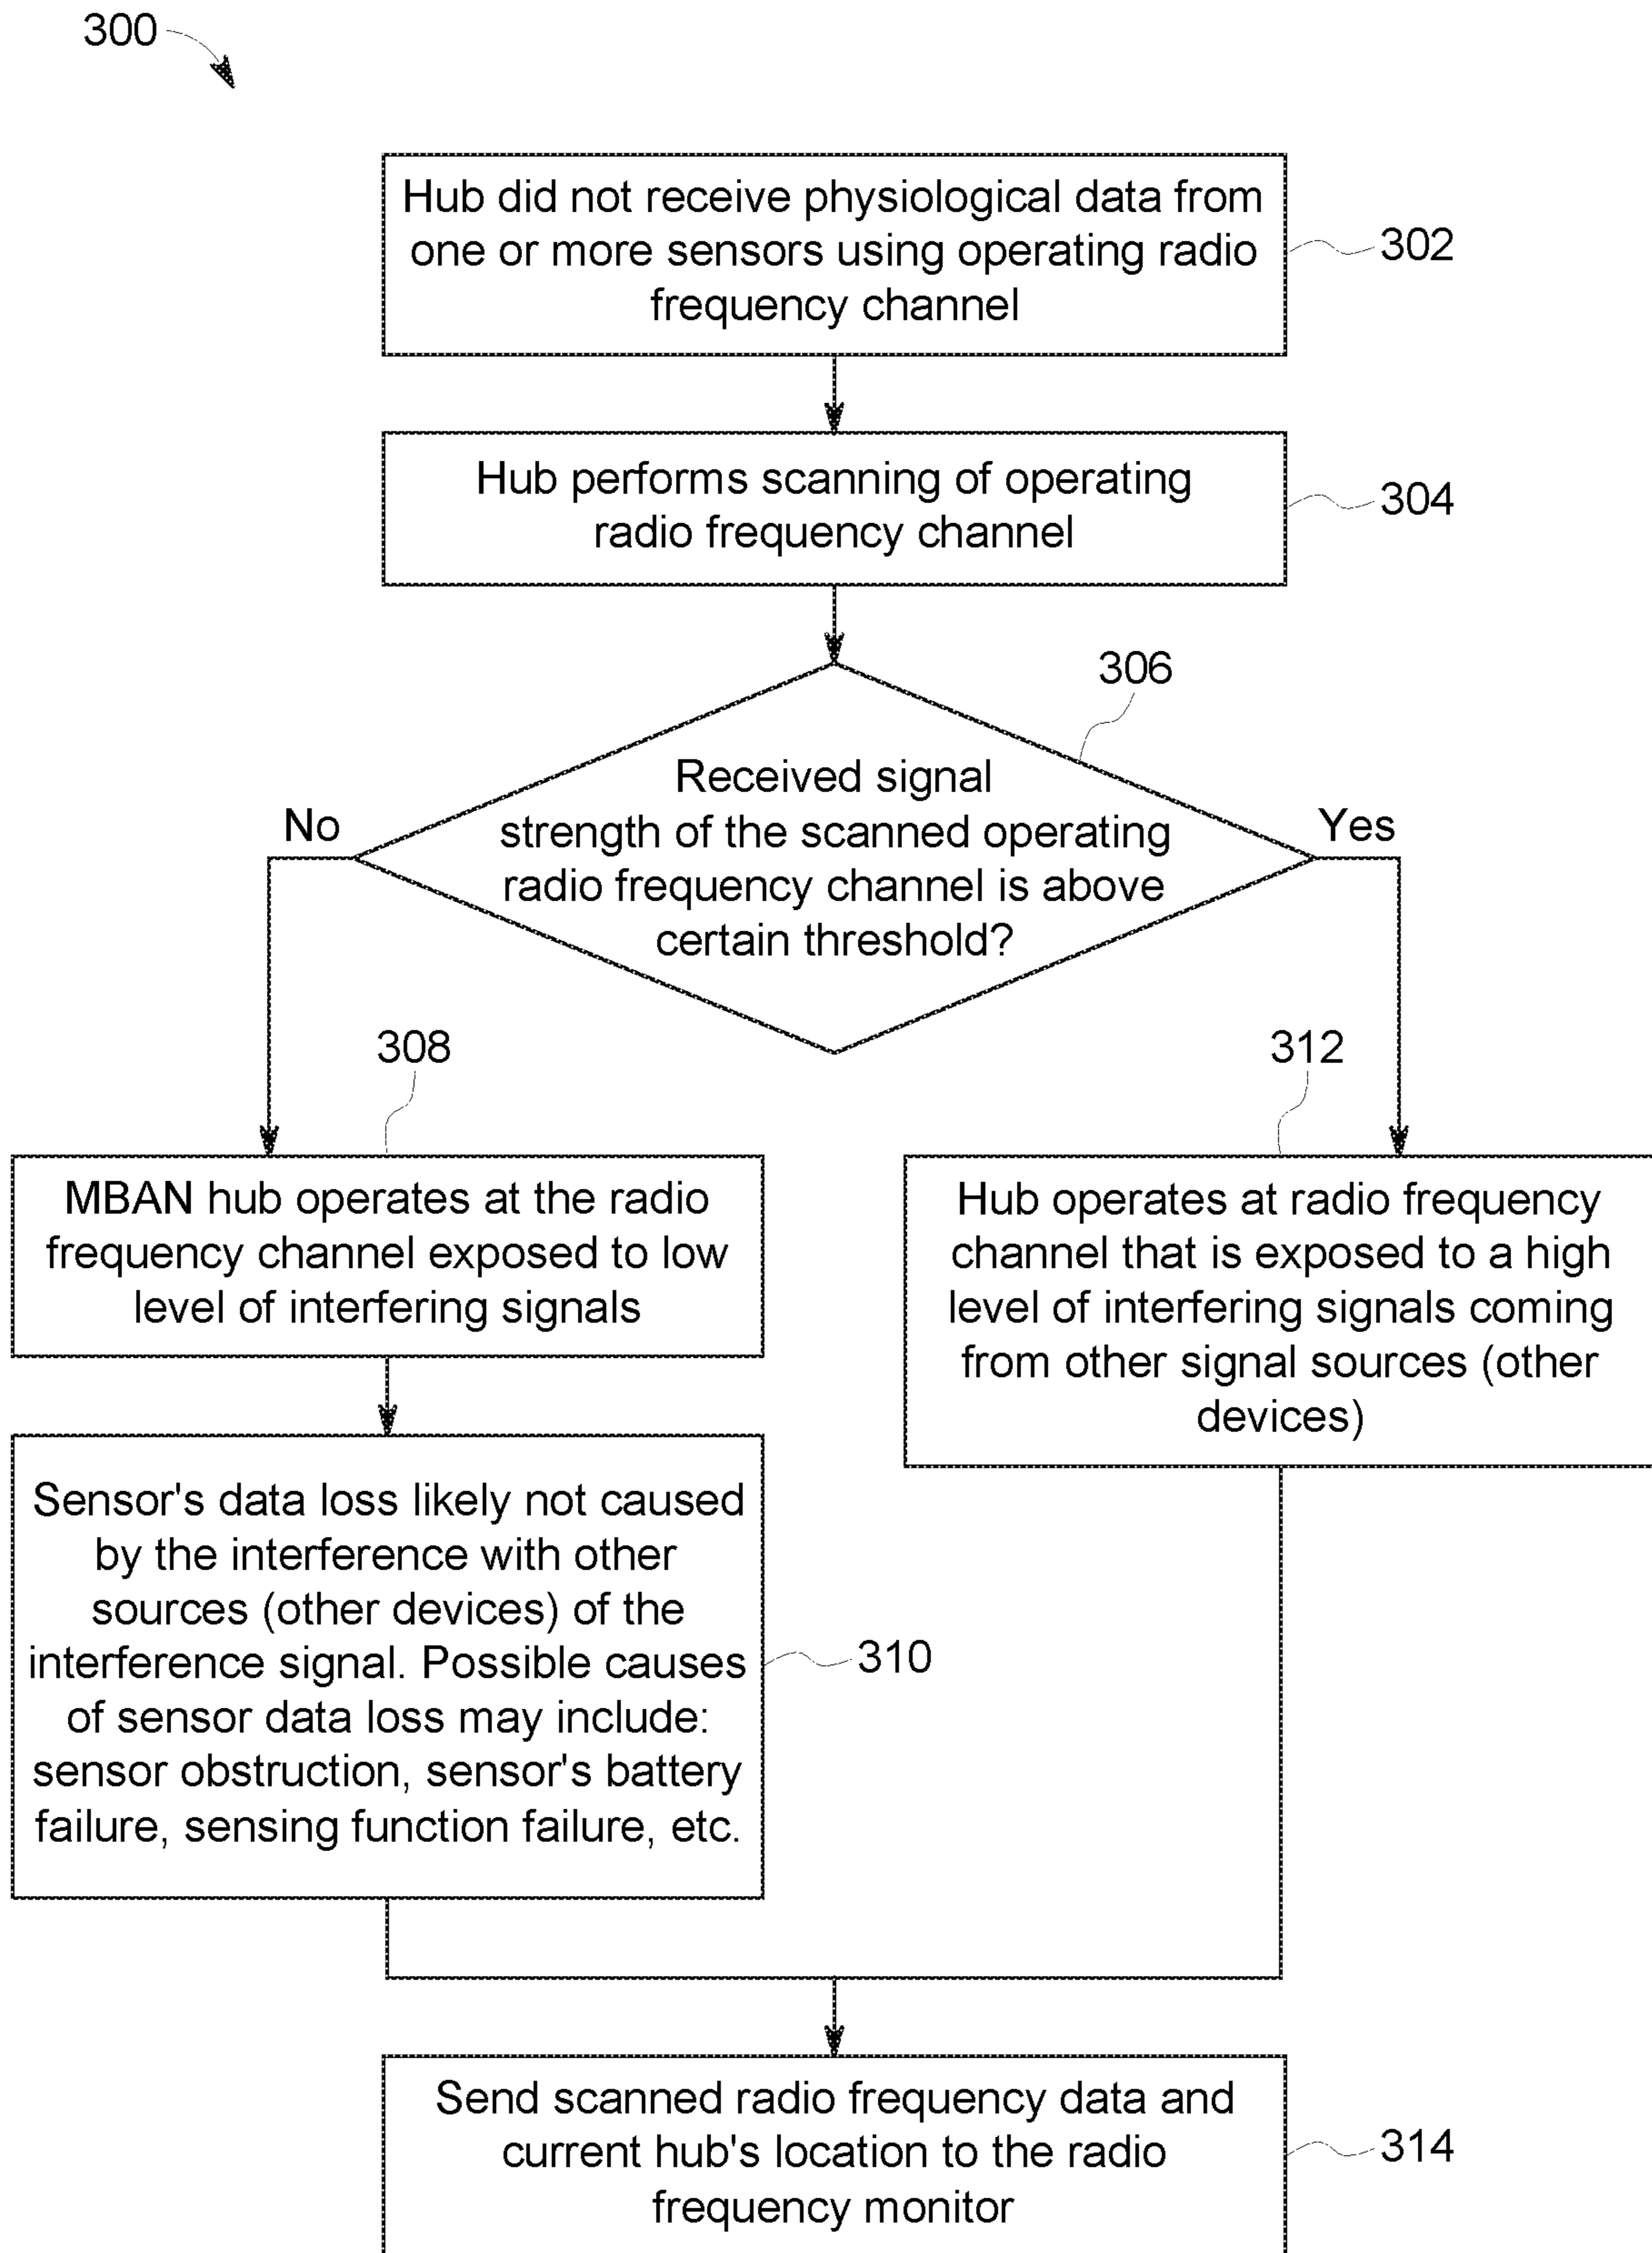 300
Hub did not receive physiological data from
one or more sensors using operating radio
frequency channel
302
Hub performs scanning of operating
radio frequency channel
304
306
Received signal
strength of the scanned operating
radio frequency channel is above
certain threshold?
No
Yes
308
312
MBAN hub operates at the radio
frequency channel exposed to low
level of interfering signals
Hub operates at radio frequency
channel that is exposed to a high
level of interfering signals coming
from other signal sources (other
devices)
Sensor's data loss likely not caused
by the interference with other
sources (other devices) of the
interference signal. Possible causes
of sensor data loss may include:
sensor obstruction, sensor's battery
failure, sensing function failure, etc.
310
Send scanned radio frequency data and
current hub's location to the radio
frequency monitor
314